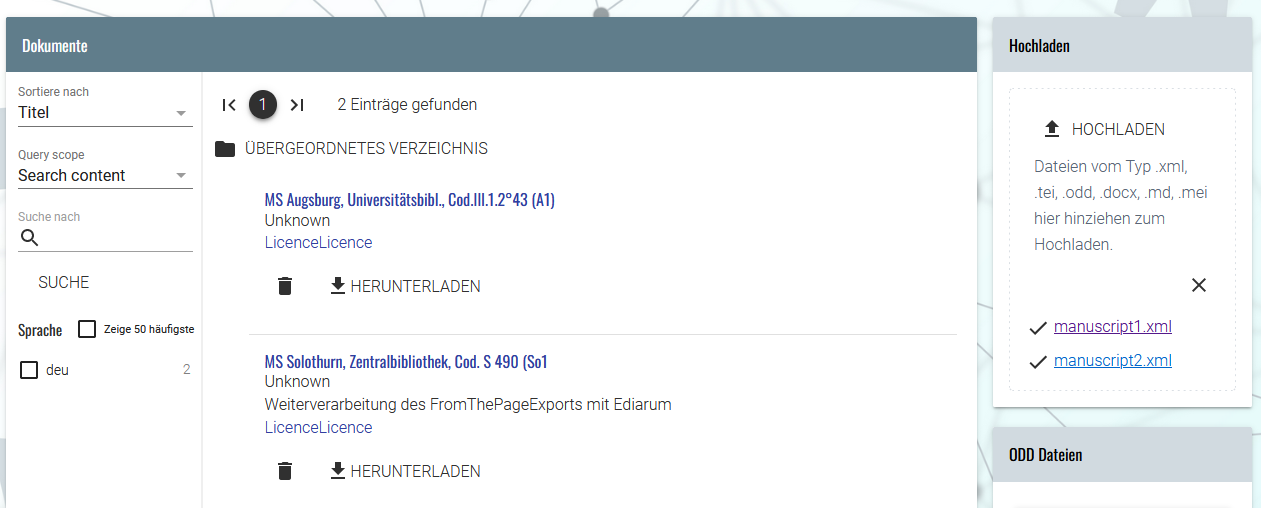 Dokumente
Sortiere nach
Titel
Query scope
Search content
Suche nach
SUCHE
Sprache Zeige 50 häufigste
deu 2
1 2 Einträge gefunden
ÜBERGEORDNETES VERZEICHNIS
MS Augsburg, Universitätsbibl., Cod.III.1.2°43 (A1)
Unknown
LicenceLicence
HERUNTERLADEN
MS Solothurn, Zentralbibliothek, Cod. S 490 (So1
Unknown
Weiterverarbeitung des FromThePageExports mit Ediarum
LicenceLicence
HERUNTERLADEN
Hochladen
HOCHLADEN
Dateien vom Typ .xml,
.tei, .odd, .docx, .md, .mei
hier hinziehen zum
Hochladen.
manuscript1.xml
manuscript2.xml
ODD Dateien